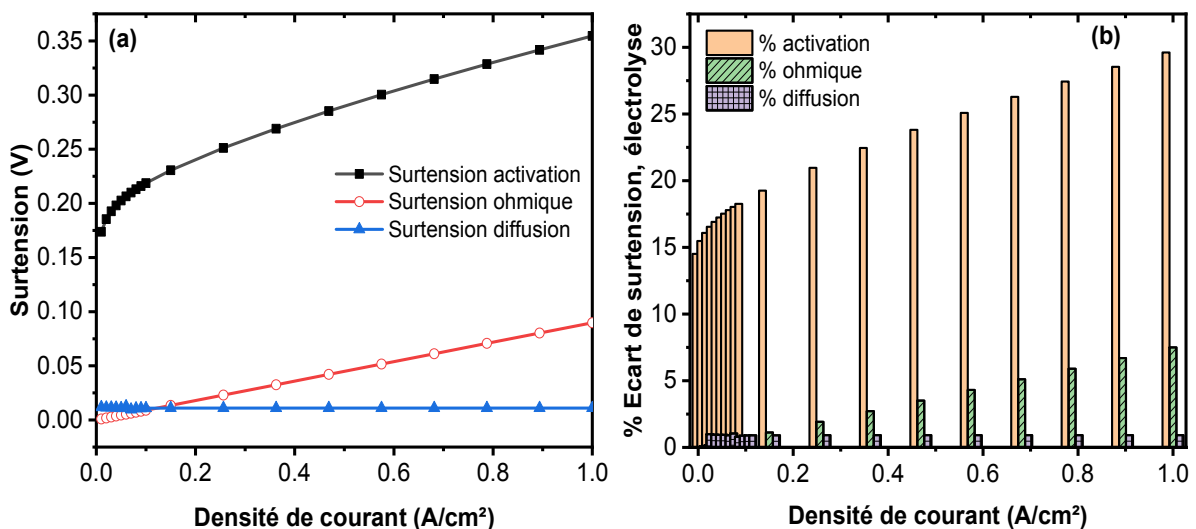 (a)
0.35
0.30
0.25
0.20
0.15
0.10
0.05
0.00
Surtension (V)
Surtension activation
Surtension ohmique
Surtension diffusion
0.0 0.2 0.4 0.6 0.8 1.0
Densité de courant (A/cm²)
(b)
30
25
20
15
10
5
0
% Ecart de surtension, électrolyse
% activation
% ohmique
% diffusion
0.0 0.2 0.4 0.6 0.8 1.0
Densité de courant (A/cm²)